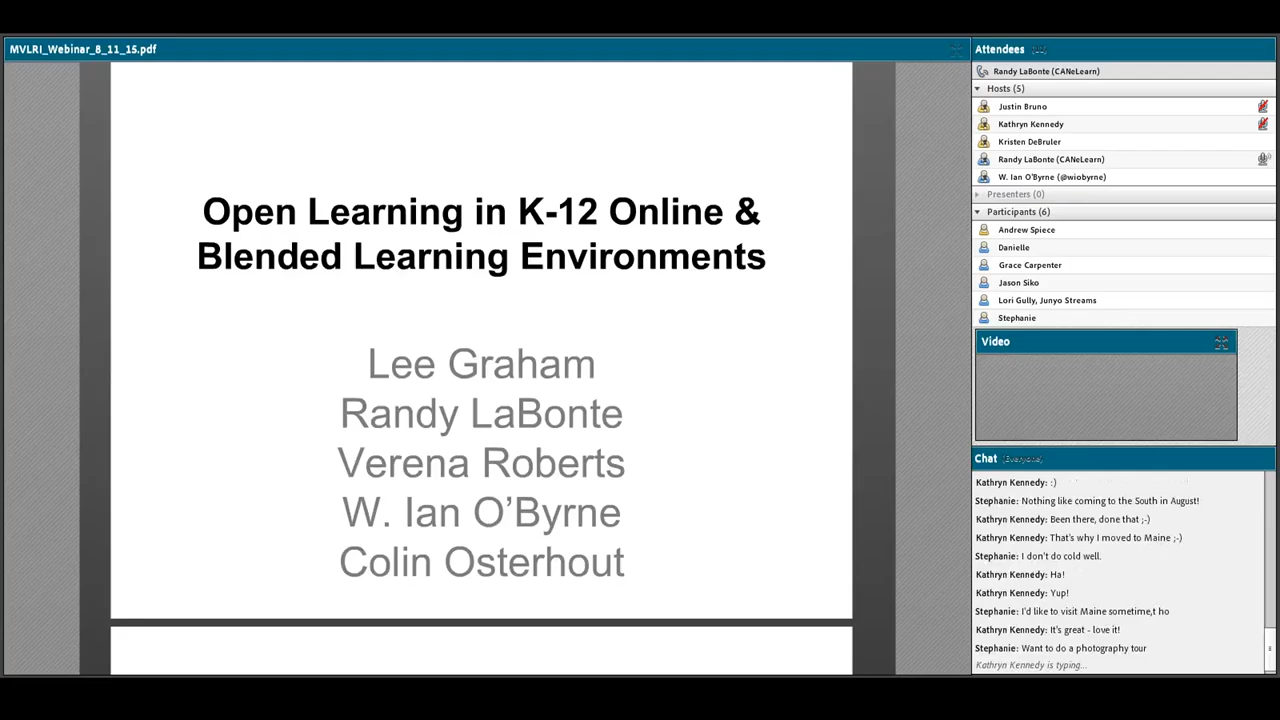 MVLRI_Webinar_8_11_15.pdf
Open Learning in K-12 Online &
Blended Learning Environments
Lee Graham
Randy LaBonte
Verena Roberts
W. Ian O'Byrne
Colin Osterhout
Attendees
Randy LaBonte (CANeLearn)
Hosts (5)
Justin Bruno
Kathryn Kennedy
Kristen DeBruler
Randy LaBonte (CANeLearn)
W. Ian O'Byrne (@wiobyrne)
Presenters (0)
Participants (6)
Andrew Spiece
Danielle
Grace Carpenter
Jason Siko
Lori Gully, Junyo Streams
Stephanie
Video
Chat (Everyone)
Kathryn Kennedy: :)
Stephanie: Nothing like coming to the South in August!
Kathryn Kennedy: Been there, done that ;-)
Kathryn Kennedy: That's why I moved to Maine ;-)
Stephanie: I don't do cold well.
Kathryn Kennedy: Ha!
Kathryn Kennedy: Yup!
Stephanie: I'd like to visit Maine sometime,t ho
Kathryn Kennedy: It's great - love it!
Stephanie: Want to do a photography tour
Kathryn Kennedy is typing...